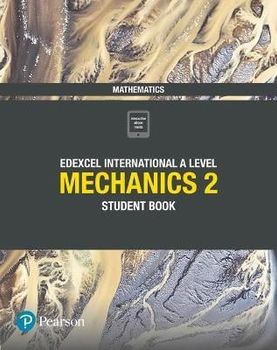 MATHEMATICS
EDEXCEL INTERNATIONAL A LEVEL
MECHANICS 2
STUDENT BOOK
Pearson